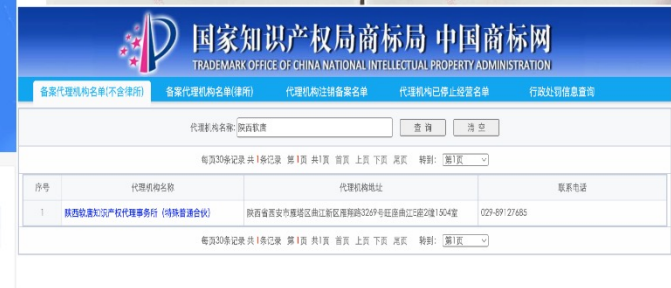 国家知识产权局商标局 中国商标网
TRADEMARK OFFICE OF CHINA NATIONAL INTELLECTUAL PROPERTY ADMINISTRATION
备案代理机构名单(不含律所) 备案代理机构名单(律所) 代理机构注销备案名单 代理机构已停止经营名单 行政处罚信息查询
代理机构名称: 陕西软唐 查 询 清 空
每页30条记录 共1条记录 第1页 共1页 首页 上页 下页 尾页 转到: 第1页
序号 代理机构名称 代理机构地址 联系电话
1 陕西软唐知识产权代理事务所 (特殊普通合伙) 陕西省西安市雁塔区曲江新区雁翔路3269号旺座曲江E座2幢1504室 029-89127685
每页30条记录 共1条记录 第1页 共1页 首页 上页 下页 尾页 转到: 第1页